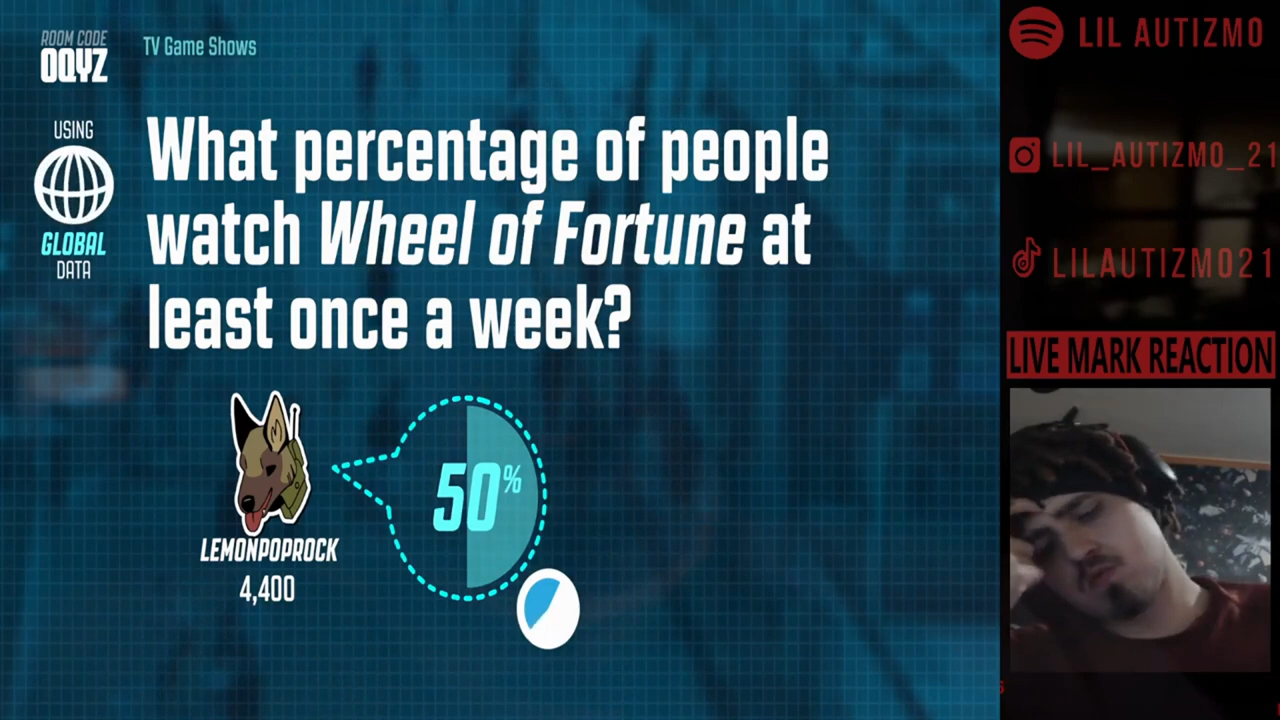 ROOM CODE
OQYZ
TV Game Shows
USING
GLOBAL
DATA
What percentage of people
watch Wheel of Fortune at
least once a week?
50%
LEMONPOPROCK
4,400
LIL AUTIZMO
LIL_AUTIZMO_21
LILAUTIZMO21
LIVE MARK REACTION